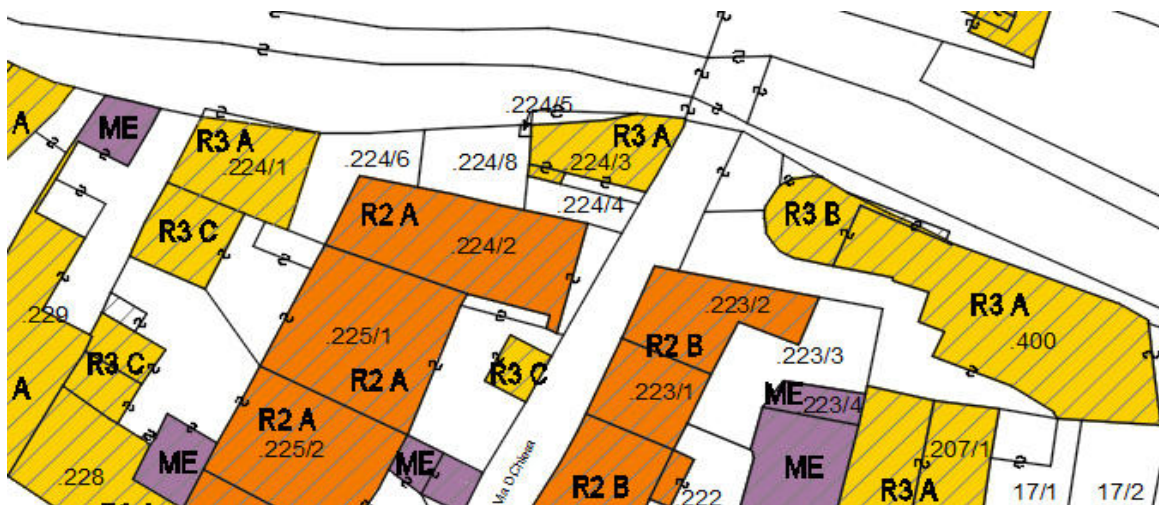 .224/5
A
ME
R3 A
R3 A
.224/1
.224/6
.224/8
.224/3
.224/4
R2 A
R3 B
R3 C
.224/2
R3 A
.223/2
.229
.225/1
R2 B
.400
.223/3
R3 C
R3 C
R2 A
A
.223/1
ME
223/4
R2 A
.225/2
.207/1
ME
ME
ME
.228
R2 B
R3 A
.222
17/1
17/2